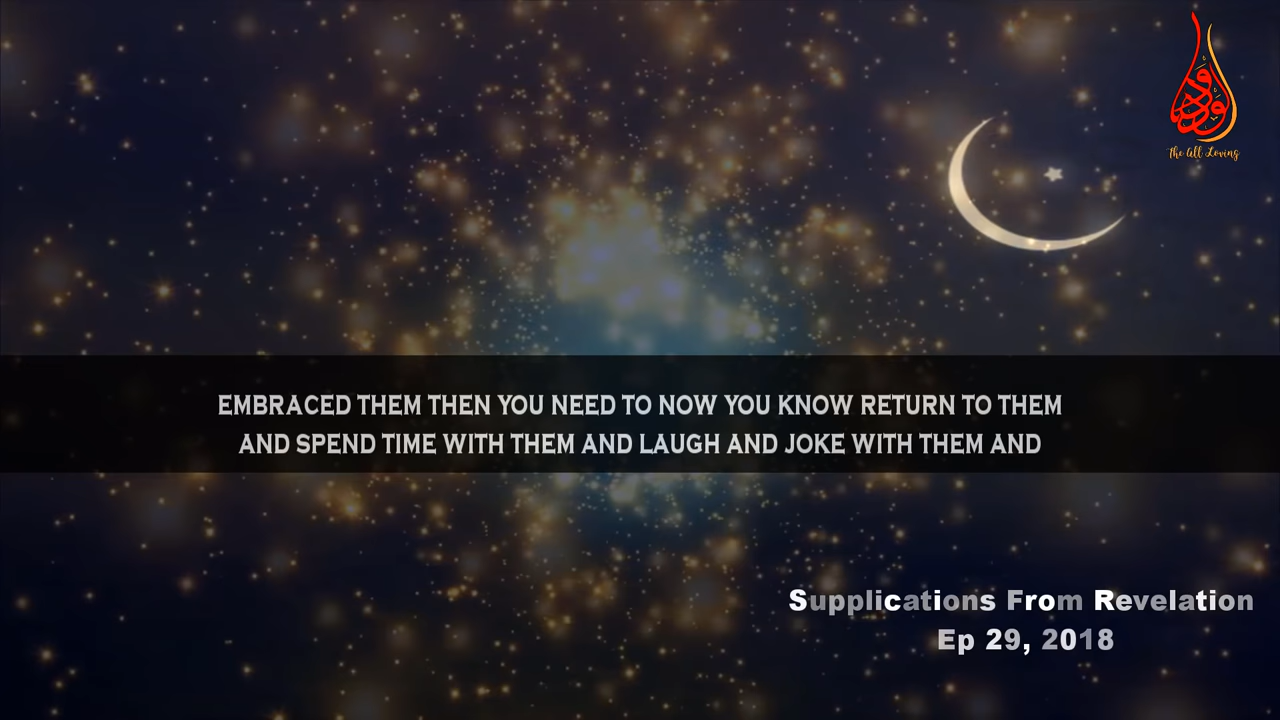 الودود
The All Loving
EMBRACED THEM THEN YOU NEED TO NOW YOU KNOW RETURN TO THEM
AND SPEND TIME WITH THEM AND LAUGH AND JOKE WITH THEM AND
Supplications From Revelation
Ep 29, 2018